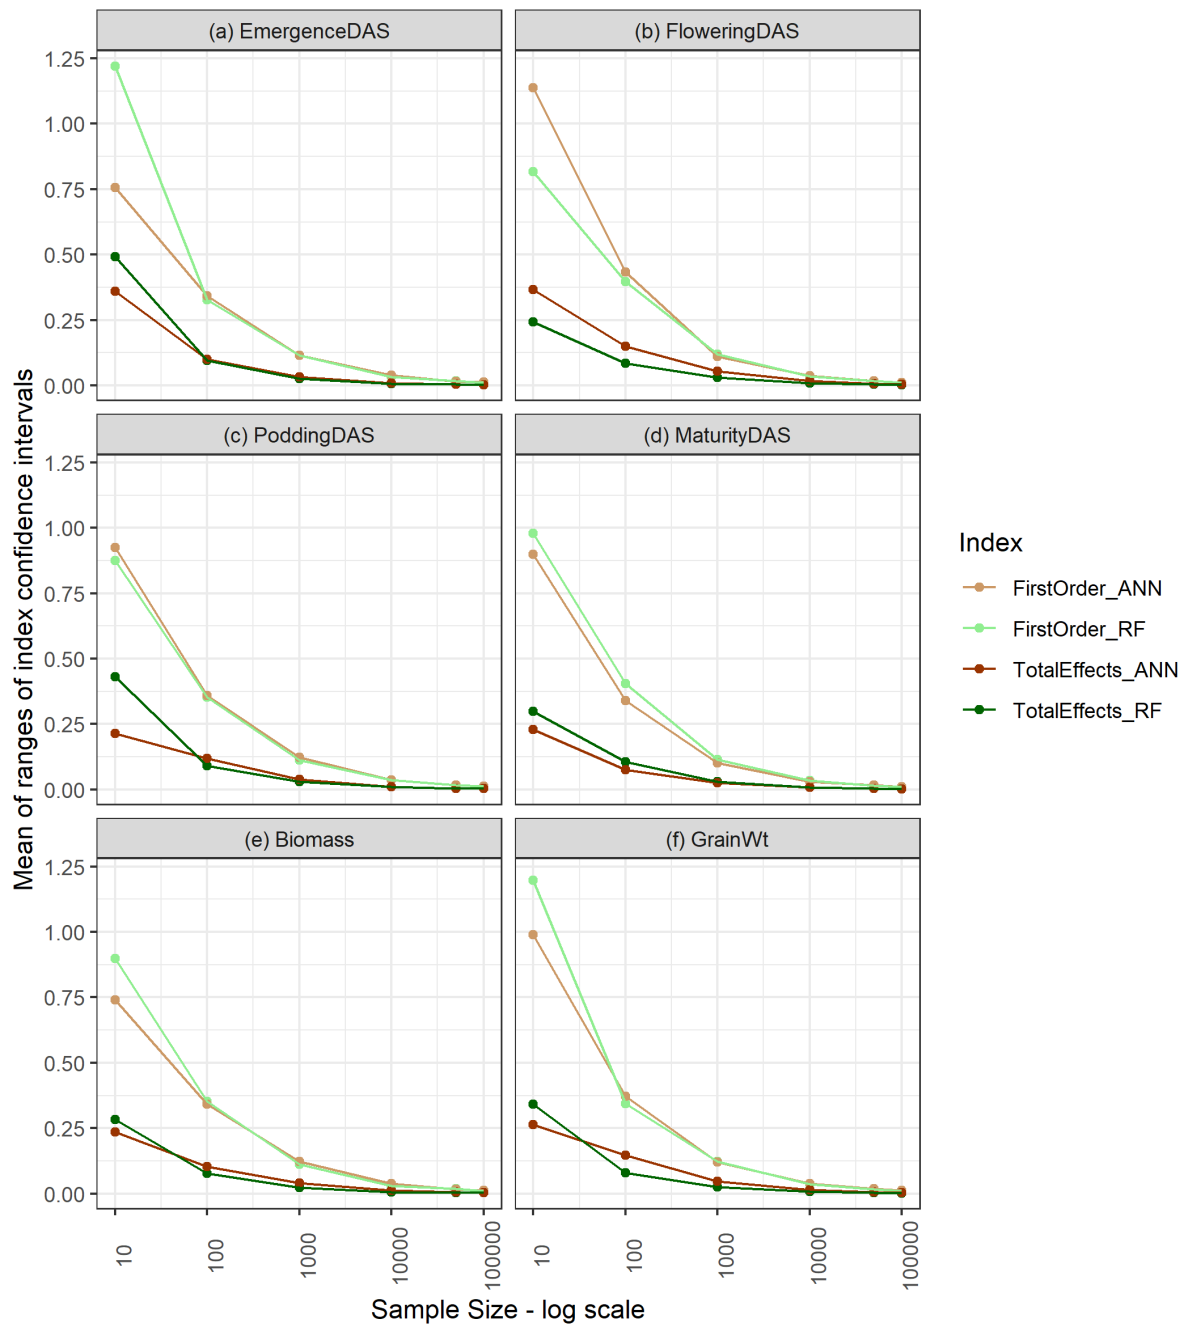 (a) EmergenceDAS
(b) FloweringDAS
1.25
1.00
0.75
0.50
0.25
0.00
(c) PoddingDAS
(d) MaturityDAS
1.25
1.00
0.75
0.50
0.25
0.00
(e) Biomass
(f) GrainWt
1.25
1.00
0.75
0.50
0.25
0.00
10
100
1000
10000
100000
10
100
1000
10000
100000
Sample Size - log scale
Mean of ranges of index confidence intervals
Index
FirstOrder_ANN
FirstOrder_RF
TotalEffects_ANN
TotalEffects_RF